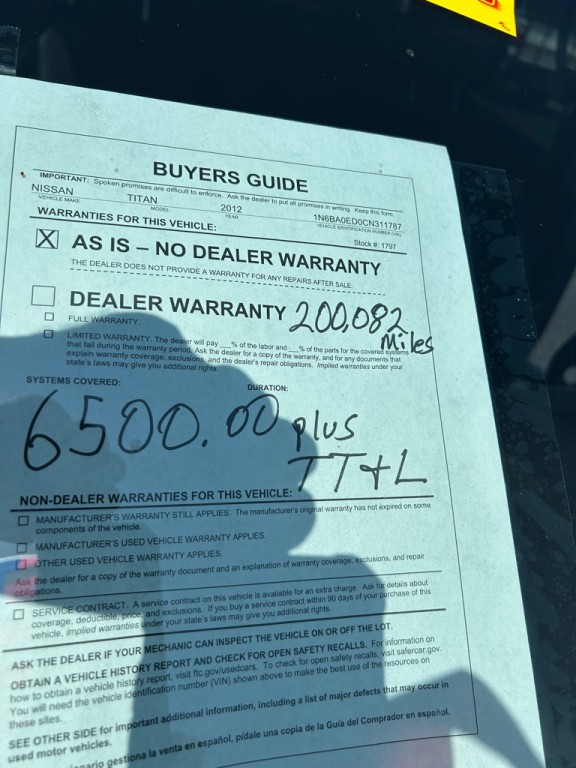 BUYERS GUIDE
IMPORTANT: Spoken promises are difficult to enforce. Ask the dealer to put all promises in writing. Keep this form.
NISSAN TITAN 2012 1N6BA0ED0CN311787
VEHICLE MAKE MODEL YEAR VEHICLE IDENTIFICATION NUMBER (VIN)
WARRANTIES FOR THIS VEHICLE:
Stock #: 1797
X AS IS – NO DEALER WARRANTY
THE DEALER DOES NOT PROVIDE A WARRANTY FOR ANY REPAIRS AFTER SALE.
DEALER WARRANTY
200,082
Miles
FULL WARRANTY.
LIMITED WARRANTY. The dealer will pay ___% of the labor and ___% of the parts for the covered systems
that fail during the warranty period. Ask the dealer for a copy of the warranty, and for any documents that
explain warranty coverage, exclusions, and the dealer's repair obligations. Implied warranties under your
state's laws may give you additional rights.
SYSTEMS COVERED: DURATION:
6500.00 plus
TT+L
NON-DEALER WARRANTIES FOR THIS VEHICLE:
MANUFACTURER'S WARRANTY STILL APPLIES. The manufacturer's original warranty has not expired on some
components of the vehicle.
MANUFACTURER'S USED VEHICLE WARRANTY APPLIES.
OTHER USED VEHICLE WARRANTY APPLIES.
Ask the dealer for a copy of the warranty document and an explanation of warranty coverage, exclusions, and repair
obligations.
SERVICE CONTRACT. A service contract on this vehicle is available for an extra charge. Ask for details about
coverage, deductible, price, and exclusions. If you buy a service contract within 90 days of your purchase of this
vehicle, implied warranties under your state's laws may give you additional rights.
ASK THE DEALER IF YOUR MECHANIC CAN INSPECT THE VEHICLE ON OR OFF THE LOT.
OBTAIN A VEHICLE HISTORY REPORT AND CHECK FOR OPEN SAFETY RECALLS. For information on
how to obtain a vehicle history report, visit ftc.gov/usedcars. To check for open safety recalls, visit safercar.gov.
You will need the vehicle identification number (VIN) shown above to make the best use of the resources on
these sites.
SEE OTHER SIDE for important additional information, including a list of major defects that may occur in
used motor vehicles.
gestiona la venta en español, pídale una copia de la Guía del Comprador en español.